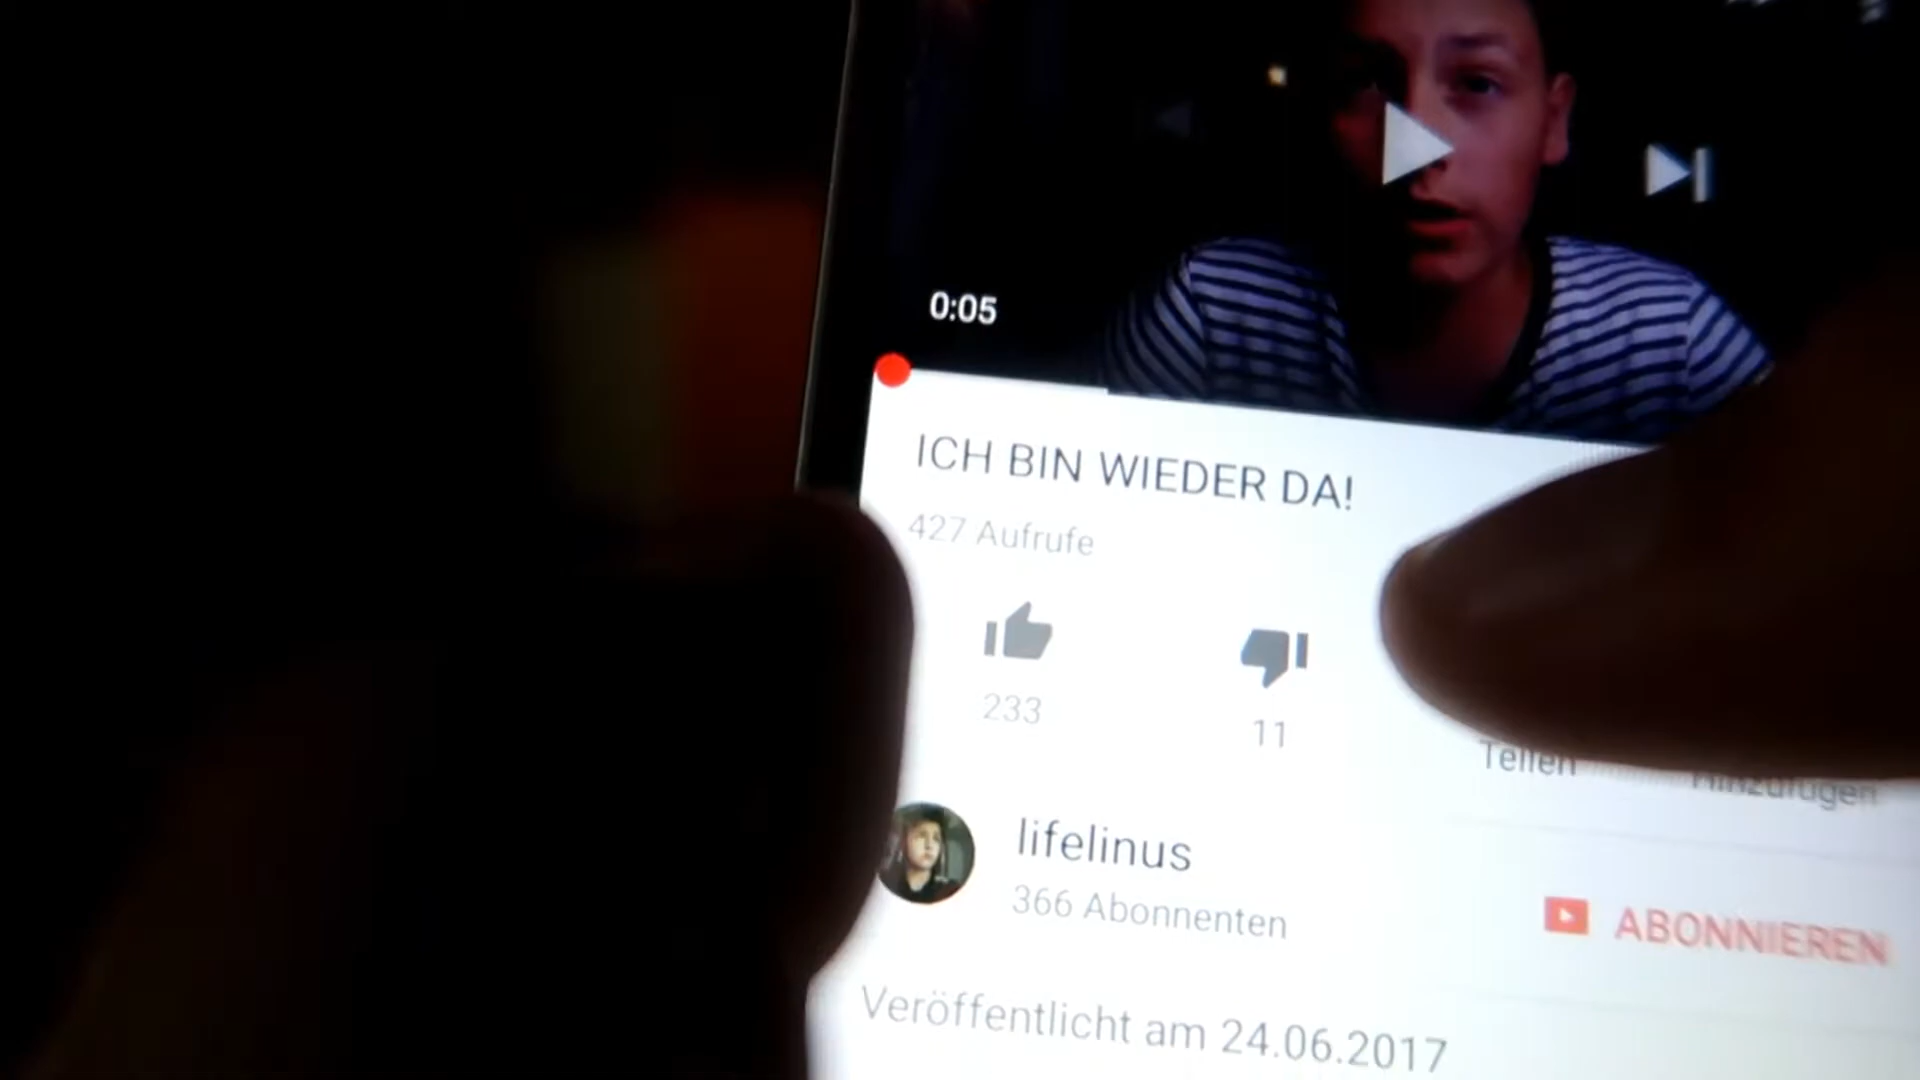 0:05
ICH BIN WIEDER DA!
427 Aufrufe
233
11
Teilen
Hinzufügen
lifelinus
366 Abonnenten
ABONNIEREN
Veröffentlicht am 24.06.2017